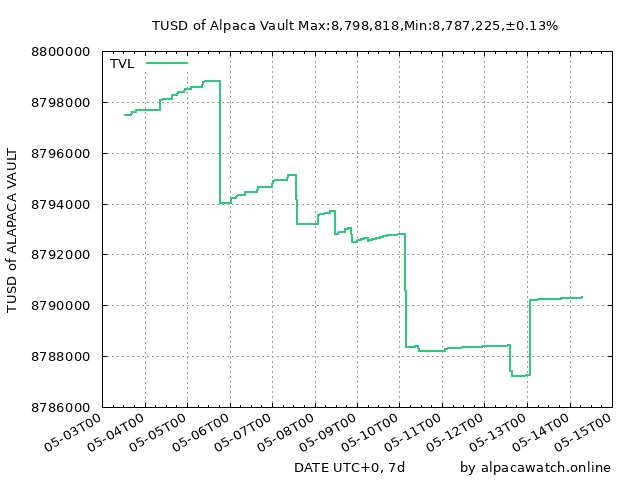 TUSD of Alpaca Vault Max:8,798,818,Min:8,787,225,±0.13%
TVL
8800000
8798000
8796000
8794000
8792000
8790000
8788000
8786000
TUSD of ALAPACA VAULT
05-03T00
05-04T00
05-05T00
05-06T00
05-07T00
05-08T00
05-09T00
05-10T00
05-11T00
05-12T00
05-13T00
05-14T00
05-15T00
DATE UTC+0, 7d
by alpacawatch.online